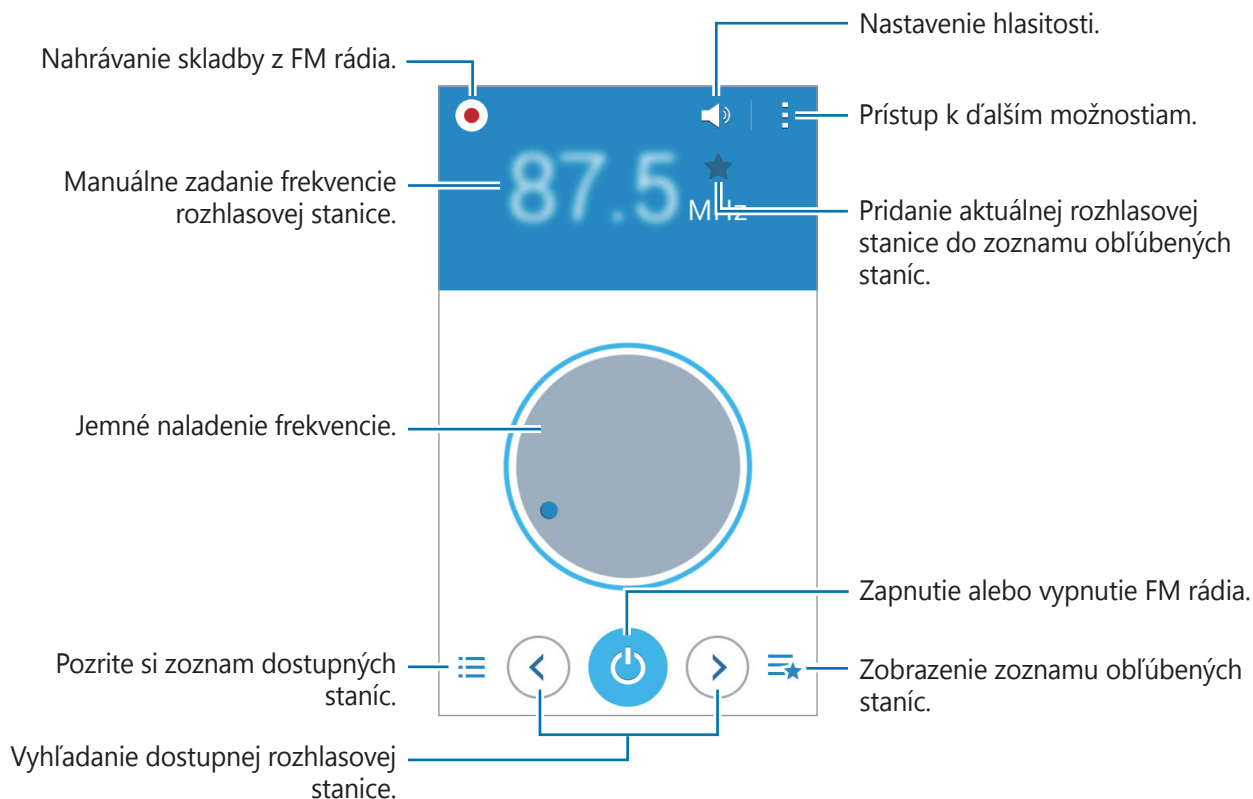 Nastavenie hlasitosti.
Nahrávanie skladby z FM rádia.
Prístup k ďalším možnostiam.
Manuálne zadanie frekvencie
rozhlasovej stanice.
87.5
MHz
Pridanie aktuálnej rozhlasovej
stanice do zoznamu obľúbených
staníc.
Jemné naladenie frekvencie.
Zapnutie alebo vypnutie FM rádia.
Pozrite si zoznam dostupných
staníc.
Zobrazenie zoznamu obľúbených
staníc.
Vyhľadanie dostupnej rozhlasovej
stanice.